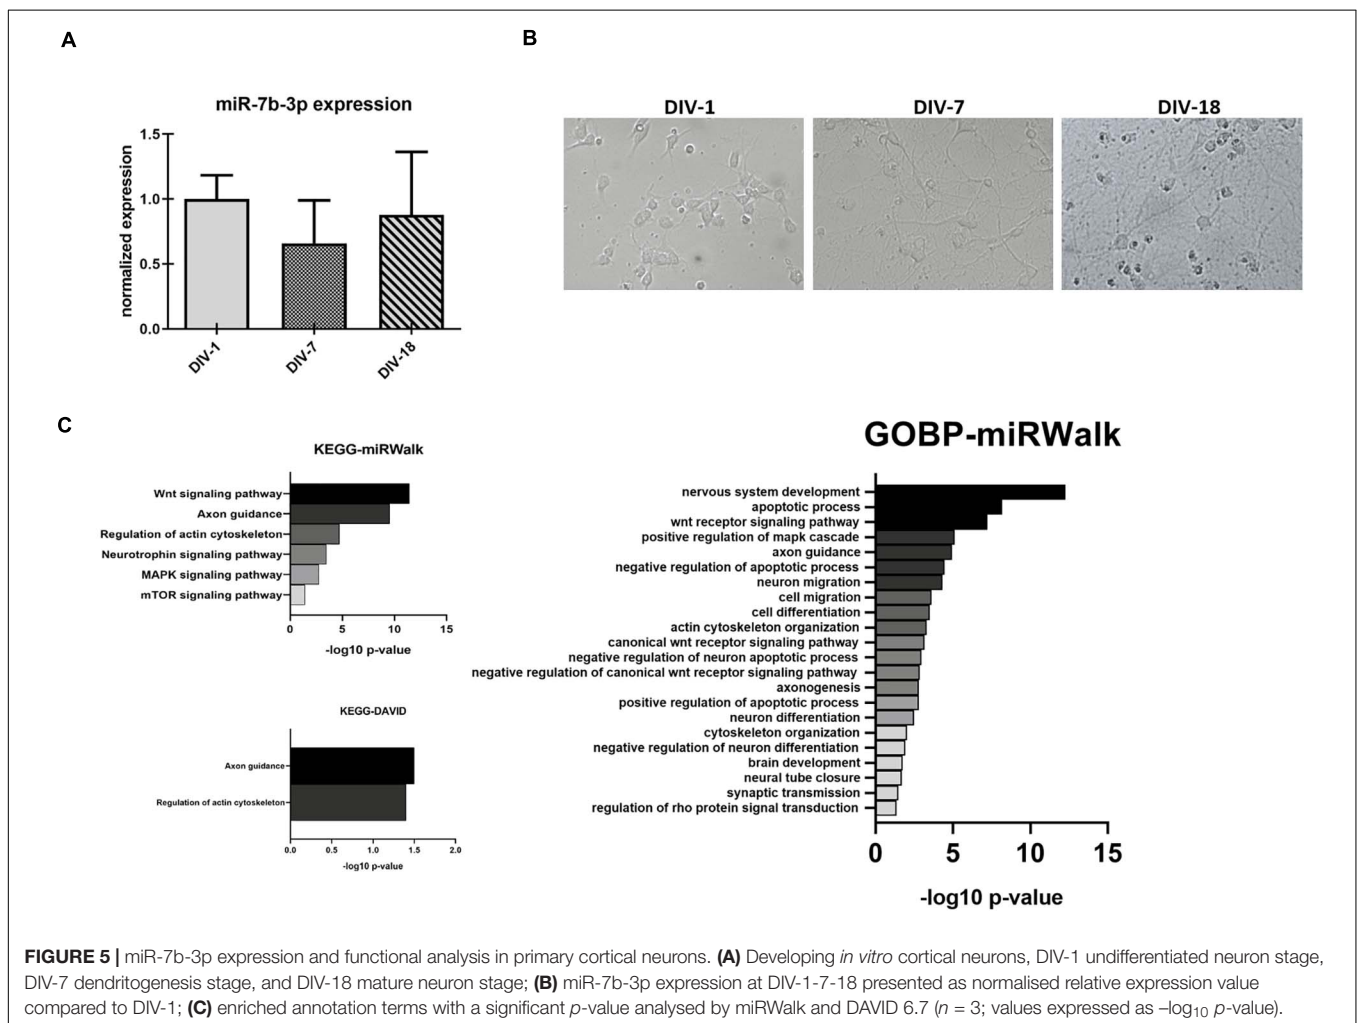 A
miR-7b-3p expression
normalized expression
1.5
1.0
0.5
0.0
DIV-1
DIV-7
DIV-18
B
DIV-1
DIV-7
DIV-18
C
KEGG-miRWalk
Wnt signaling pathway
Axon guidance
Regulation of actin cytoskeleton
Neurotrophin signaling pathway
MAPK signaling pathway
mTOR signaling pathway
0 5 10 15
-log10 p-value
KEGG-DAVID
Axon guidance
Regulation of actin cytoskeleton
0.0 0.5 1.0 1.5 2.0
-log10 p-value
GOBP-miRWalk
nervous system development
apoptotic process
wnt receptor signaling pathway
positive regulation of mapk cascade
axon guidance
negative regulation of apoptotic process
neuron migration
cell migration
cell differentiation
actin cytoskeleton organization
canonical wnt receptor signaling pathway
negative regulation of neuron apoptotic process
negative regulation of canonical wnt receptor signaling pathway
axonogenesis
positive regulation of apoptotic process
neuron differentiation
cytoskeleton organization
negative regulation of neuron differentiation
brain development
neural tube closure
synaptic transmission
regulation of rho protein signal transduction
0 5 10 15
-log10 p-value
FIGURE 5 | miR-7b-3p expression and functional analysis in primary cortical neurons. (A) Developing in vitro cortical neurons, DIV-1 undifferentiated neuron stage,
DIV-7 dendritogenesis stage, and DIV-18 mature neuron stage; (B) miR-7b-3p expression at DIV-1-7-18 presented as normalised relative expression value
compared to DIV-1; (C) enriched annotation terms with a significant p-value analysed by miRWalk and DAVID 6.7 (n = 3; values expressed as –log10 p-value).